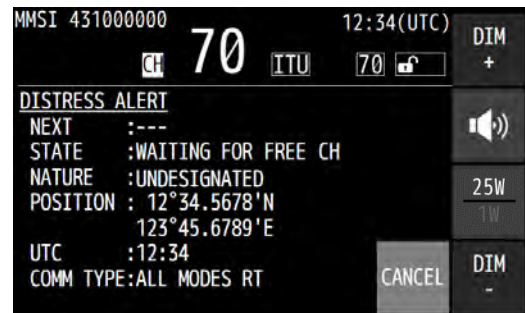 MMSI 431000000 12:34(UTC) DIM
+
CH 70 ITU 70
DISTRESS ALERT
NEXT :---
STATE :WAITING FOR FREE CH
NATURE :UNDESIGNATED
25W
POSITION : 12°34.5678'N
1W
123°45.6789'E
UTC :12:34
COMM TYPE:ALL MODES RT
CANCEL
DIM
-